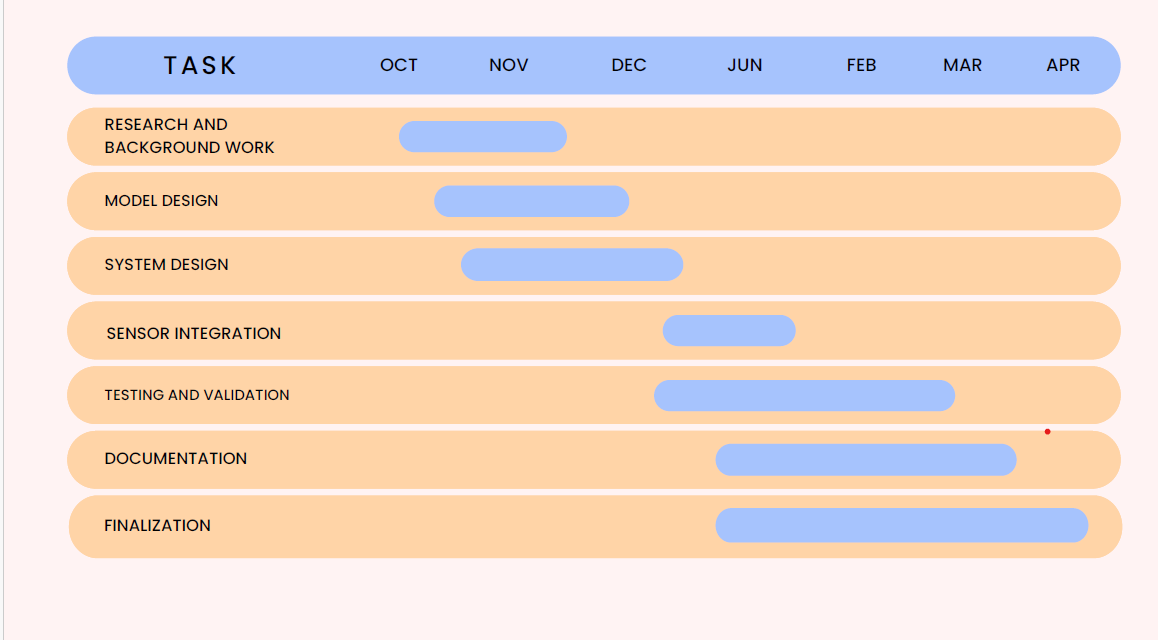 TASK OCT NOV DEC JUN FEB MAR APR
RESEARCH AND
BACKGROUND WORK
MODEL DESIGN
SYSTEM DESIGN
SENSOR INTEGRATION
TESTING AND VALIDATION
DOCUMENTATION
FINALIZATION